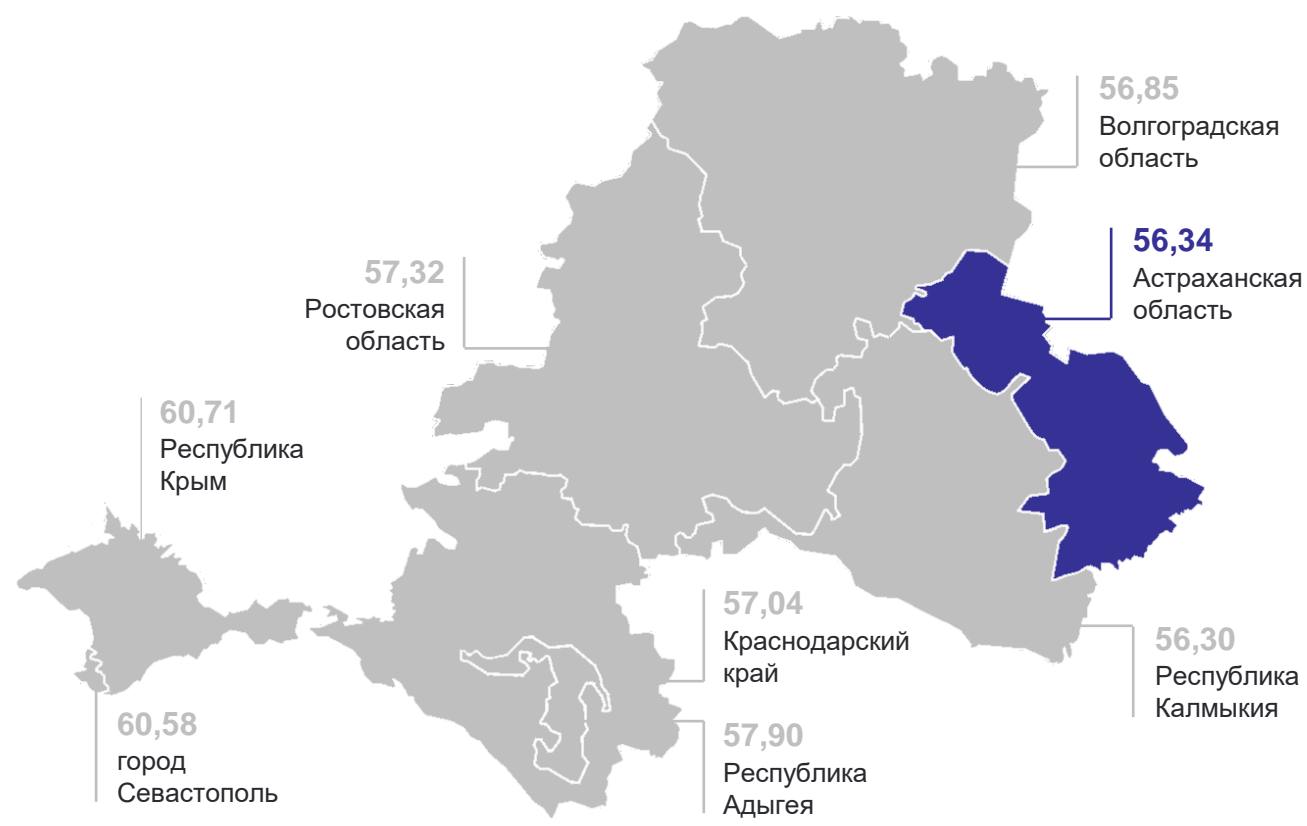 56,85
Волгоградская
область
56,34
Астраханская
область
57,32
Ростовская
область
60,71
Республика
Крым
57,04
Краснодарский
край
56,30
Республика
Калмыкия
60,58
город
Севастополь
57,90
Республика
Адыгея